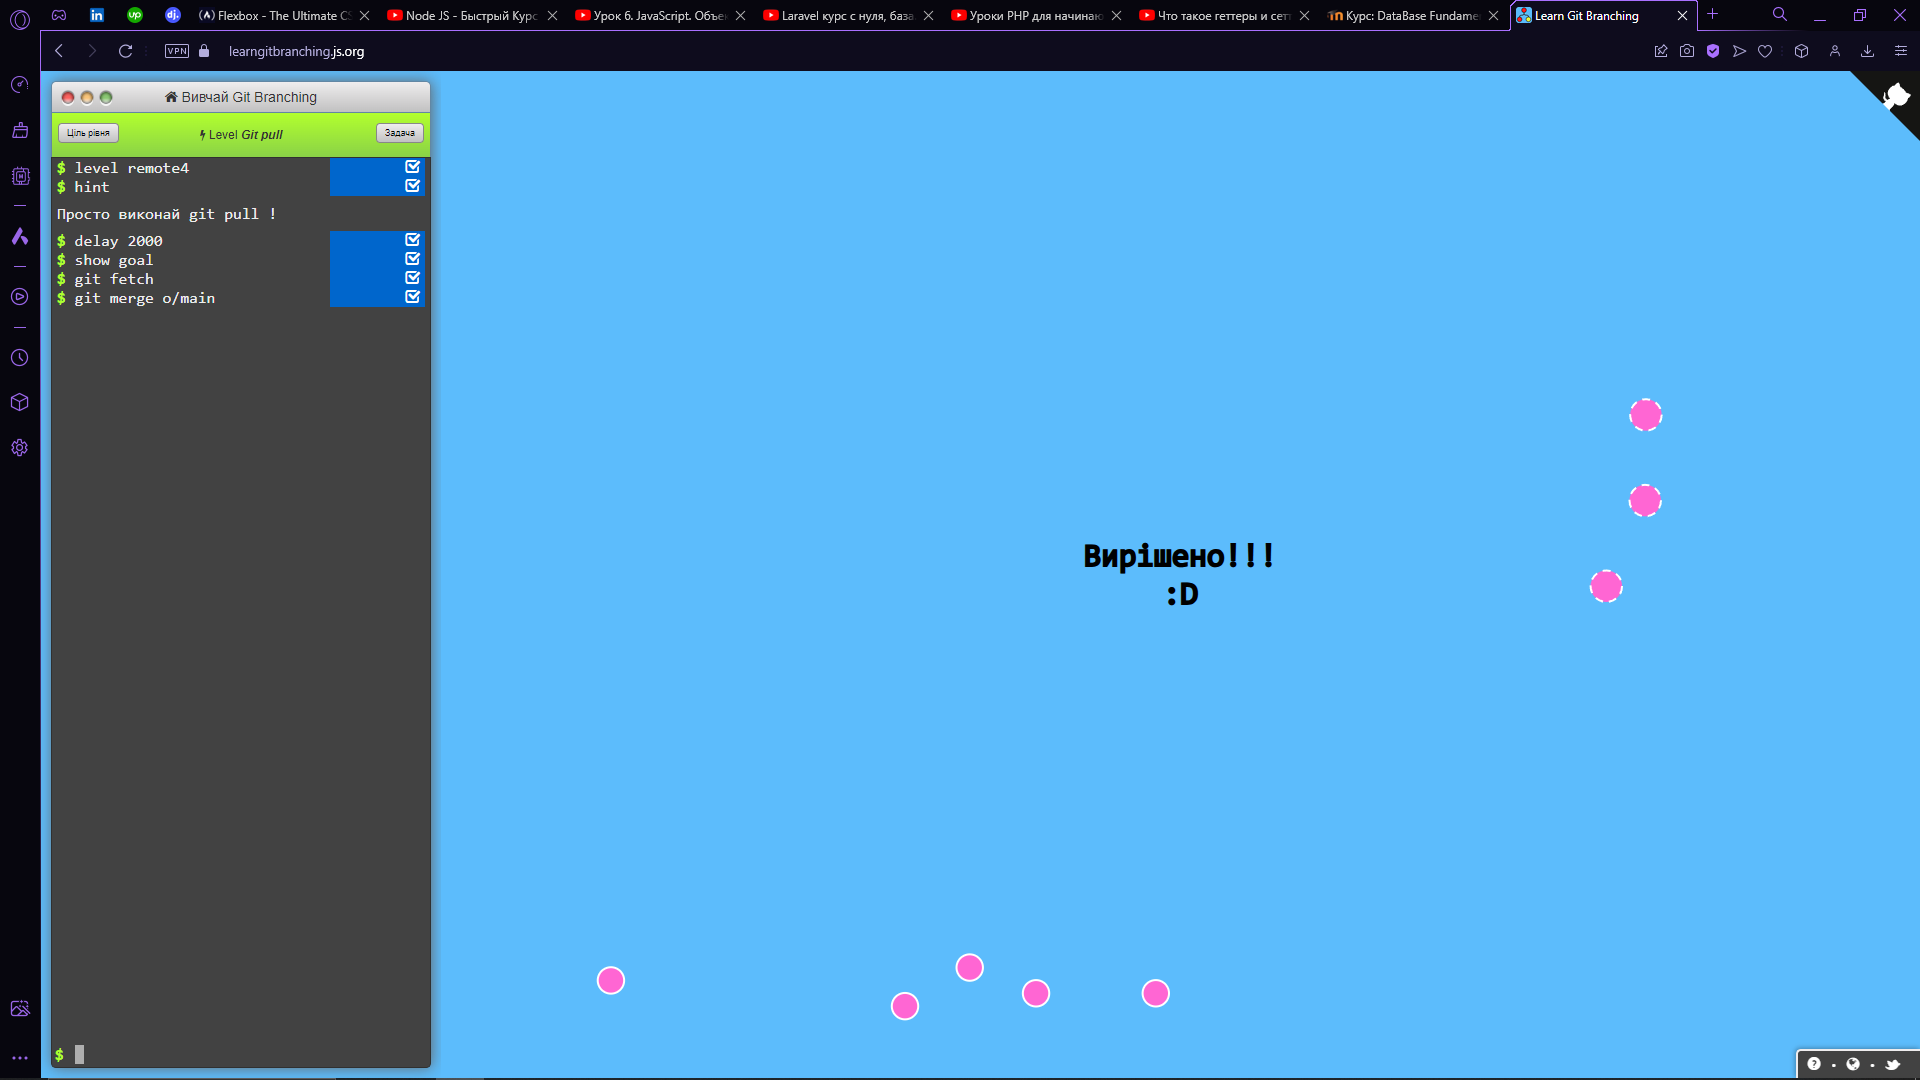 Flexbox - The Ultimate CS
Node JS - Быстрый Курс
Урок 6. JavaScript. Объе
Laravel курс с нуля, база.
Уроки PHP для начинаю
Что такое геттеры и сетт
Курс: DataBase Fundame
Learn Git Branching
VPN
learngitbranching.js.org
Вивчай Git Branching
Ціль рівня
Level Git pull
Задача
$ level remote4
$ hint
Просто виконай git pull !
$ delay 2000
$ show goal
$ git fetch
$ git merge o/main
Вирішено!!!
:D
$